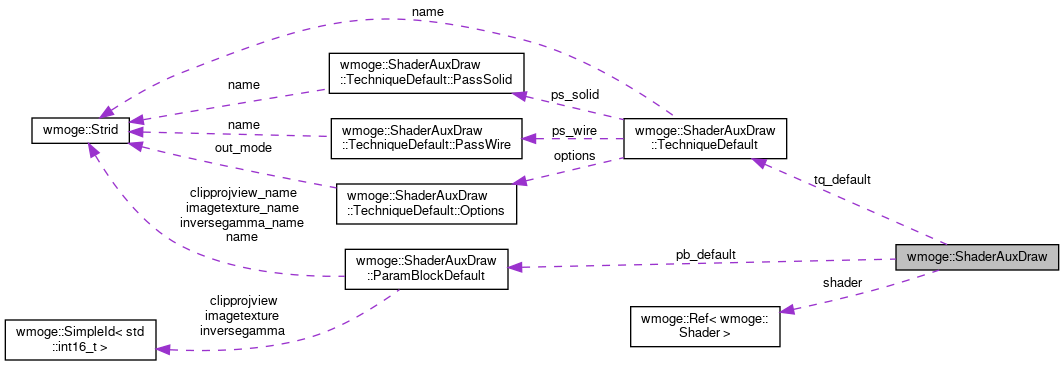 name
wmoge::ShaderAuxDraw
::TechniqueDefault::PassSolid
name
ps_solid
wmoge::Strid
name
wmoge::ShaderAuxDraw
::TechniqueDefault::PassWire
ps_wire
wmoge::ShaderAuxDraw
::TechniqueDefault
out_mode
options
wmoge::ShaderAuxDraw
::TechniqueDefault::Options
tq_default
clipprojview_name
imagetexture_name
inversegamma_name
name
wmoge::ShaderAuxDraw
::ParamBlockDefault
pb_default
wmoge::ShaderAuxDraw
shader
clipprojview
imagetexture
inversegamma
wmoge::SimpleId< std
::int16_t >
wmoge::Ref< wmoge::
Shader >